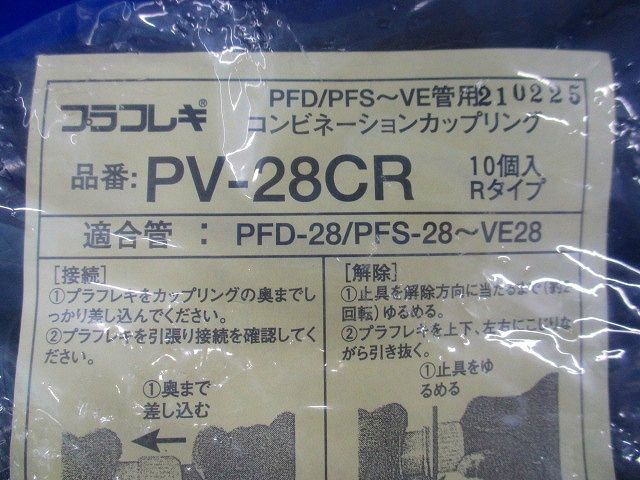 プラフレキ®
PFD/PFS～VE管用210225
コンビネーションカップリング
品番:PV-28CR
10個入
Rタイプ
適合管： PFD-28/PFS-28～VE28
[接続]
①プラフレキをカップリングの奥までし
っかり差し込んでください。
②プラフレキを引張り接続を確認してく
ださい。
①奥まで
差し込む
[解除]
①止具を解除方向に当たるまで(約2
回転)ゆるめる。
②プラフレキを上下、左右にこじりな
がら引き抜く。
①止具をゆ
るめる